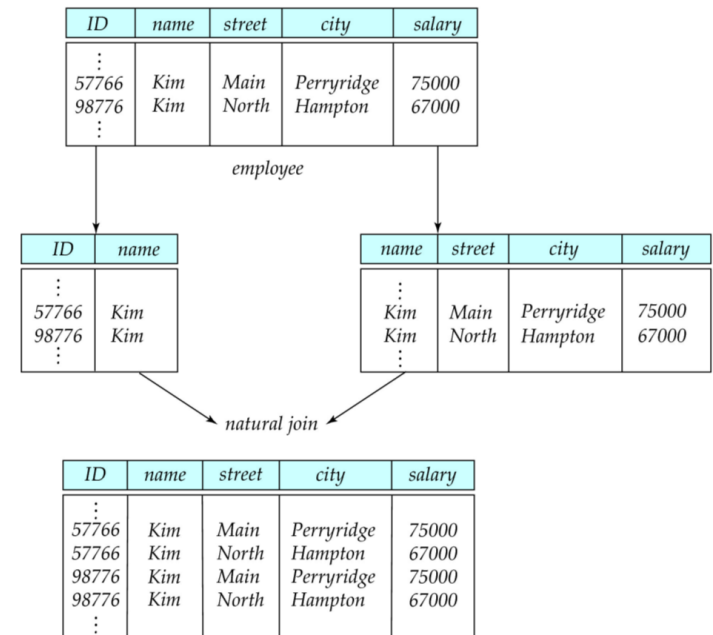 ID name street city salary
⋮
57766 Kim Main Perryridge 75000
98776 Kim North Hampton 67000
⋮
employee
ID name
⋮
57766 Kim
98776 Kim
⋮
name street city salary
⋮
Kim Main Perryridge 75000
Kim North Hampton 67000
⋮
natural join
ID name street city salary
⋮
57766 Kim Main Perryridge 75000
57766 Kim North Hampton 67000
98776 Kim Main Perryridge 75000
98776 Kim North Hampton 67000
⋮